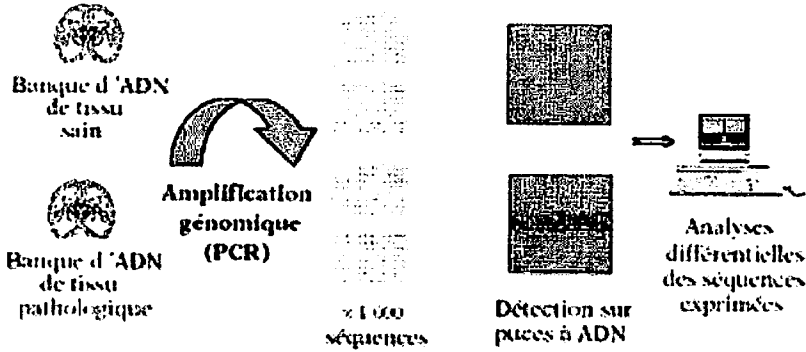 Banque d'ADN
de tissu
sain
Amplification
génomique
(PCR)
Banque d'ADN
de tissu
pathologique
séquences
Détection sur
puces à ADN
Analyses
différentielles
des séquences
exprimées